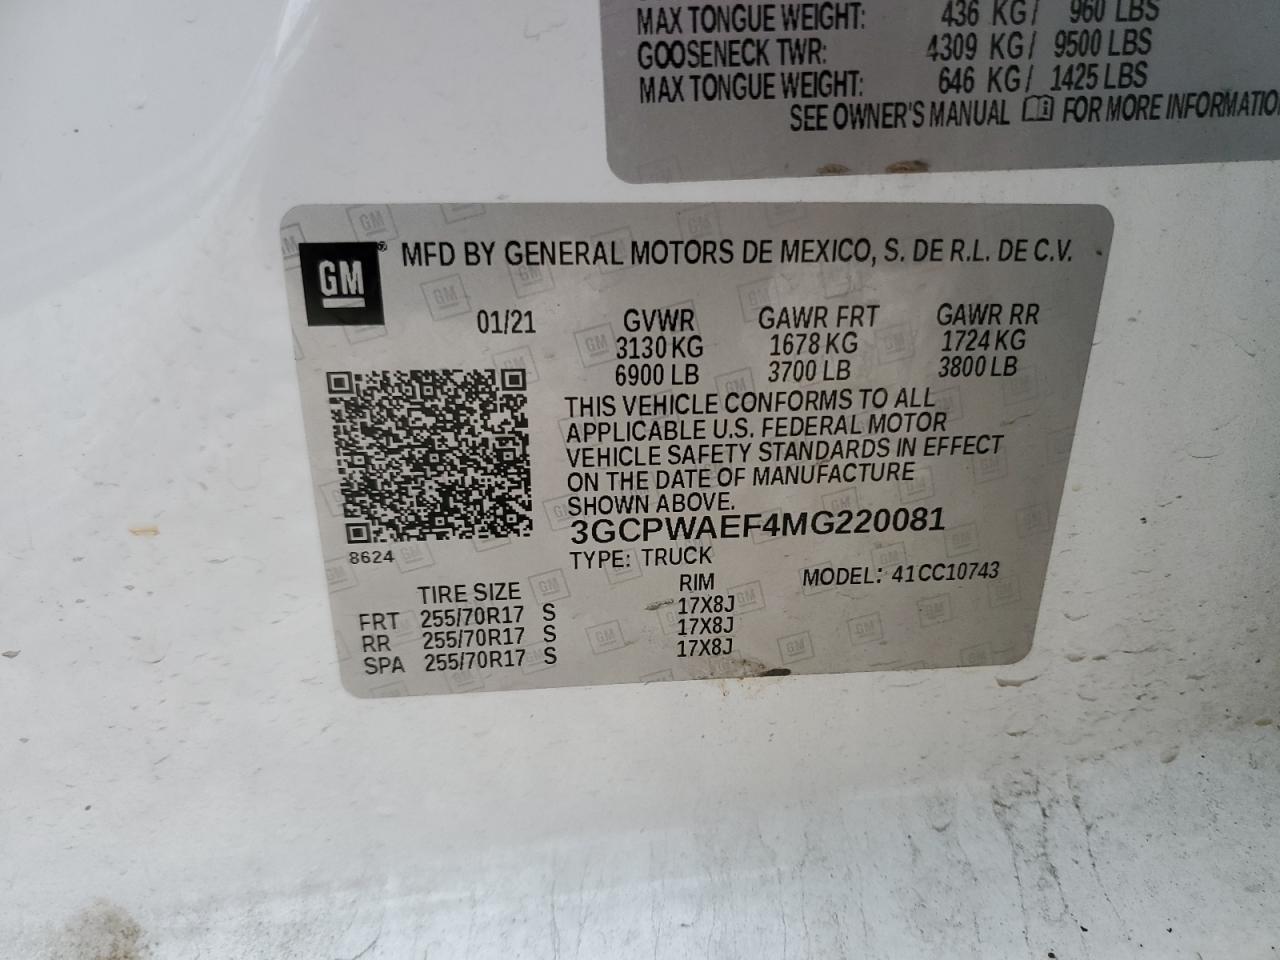 MAX TONGUE WEIGHT: 436 KG/ 960 LBS
GOOSENECK TWR: 4309 KG/ 9500 LBS
MAX TONGUE WEIGHT: 646 KG/ 1425 LBS
SEE OWNER'S MANUAL FOR MORE INFORMATIO
GM® MFD BY GENERAL MOTORS DE MEXICO, S. DE R.L. DE C.V.
01/21 GVWR GAWR FRT GAWR RR
3130 KG 1678 KG 1724 KG
6900 LB 3700 LB 3800 LB
THIS VEHICLE CONFORMS TO ALL
APPLICABLE U.S. FEDERAL MOTOR
VEHICLE SAFETY STANDARDS IN EFFECT
ON THE DATE OF MANUFACTURE
SHOWN ABOVE.
3GCPWAEF4MG220081
8624 TYPE: TRUCK MODEL: 41CC10743
TIRE SIZE RIM
FRT 255/70R17 S 17X8J
RR 255/70R17 S 17X8J
SPA 255/70R17 S 17X8J